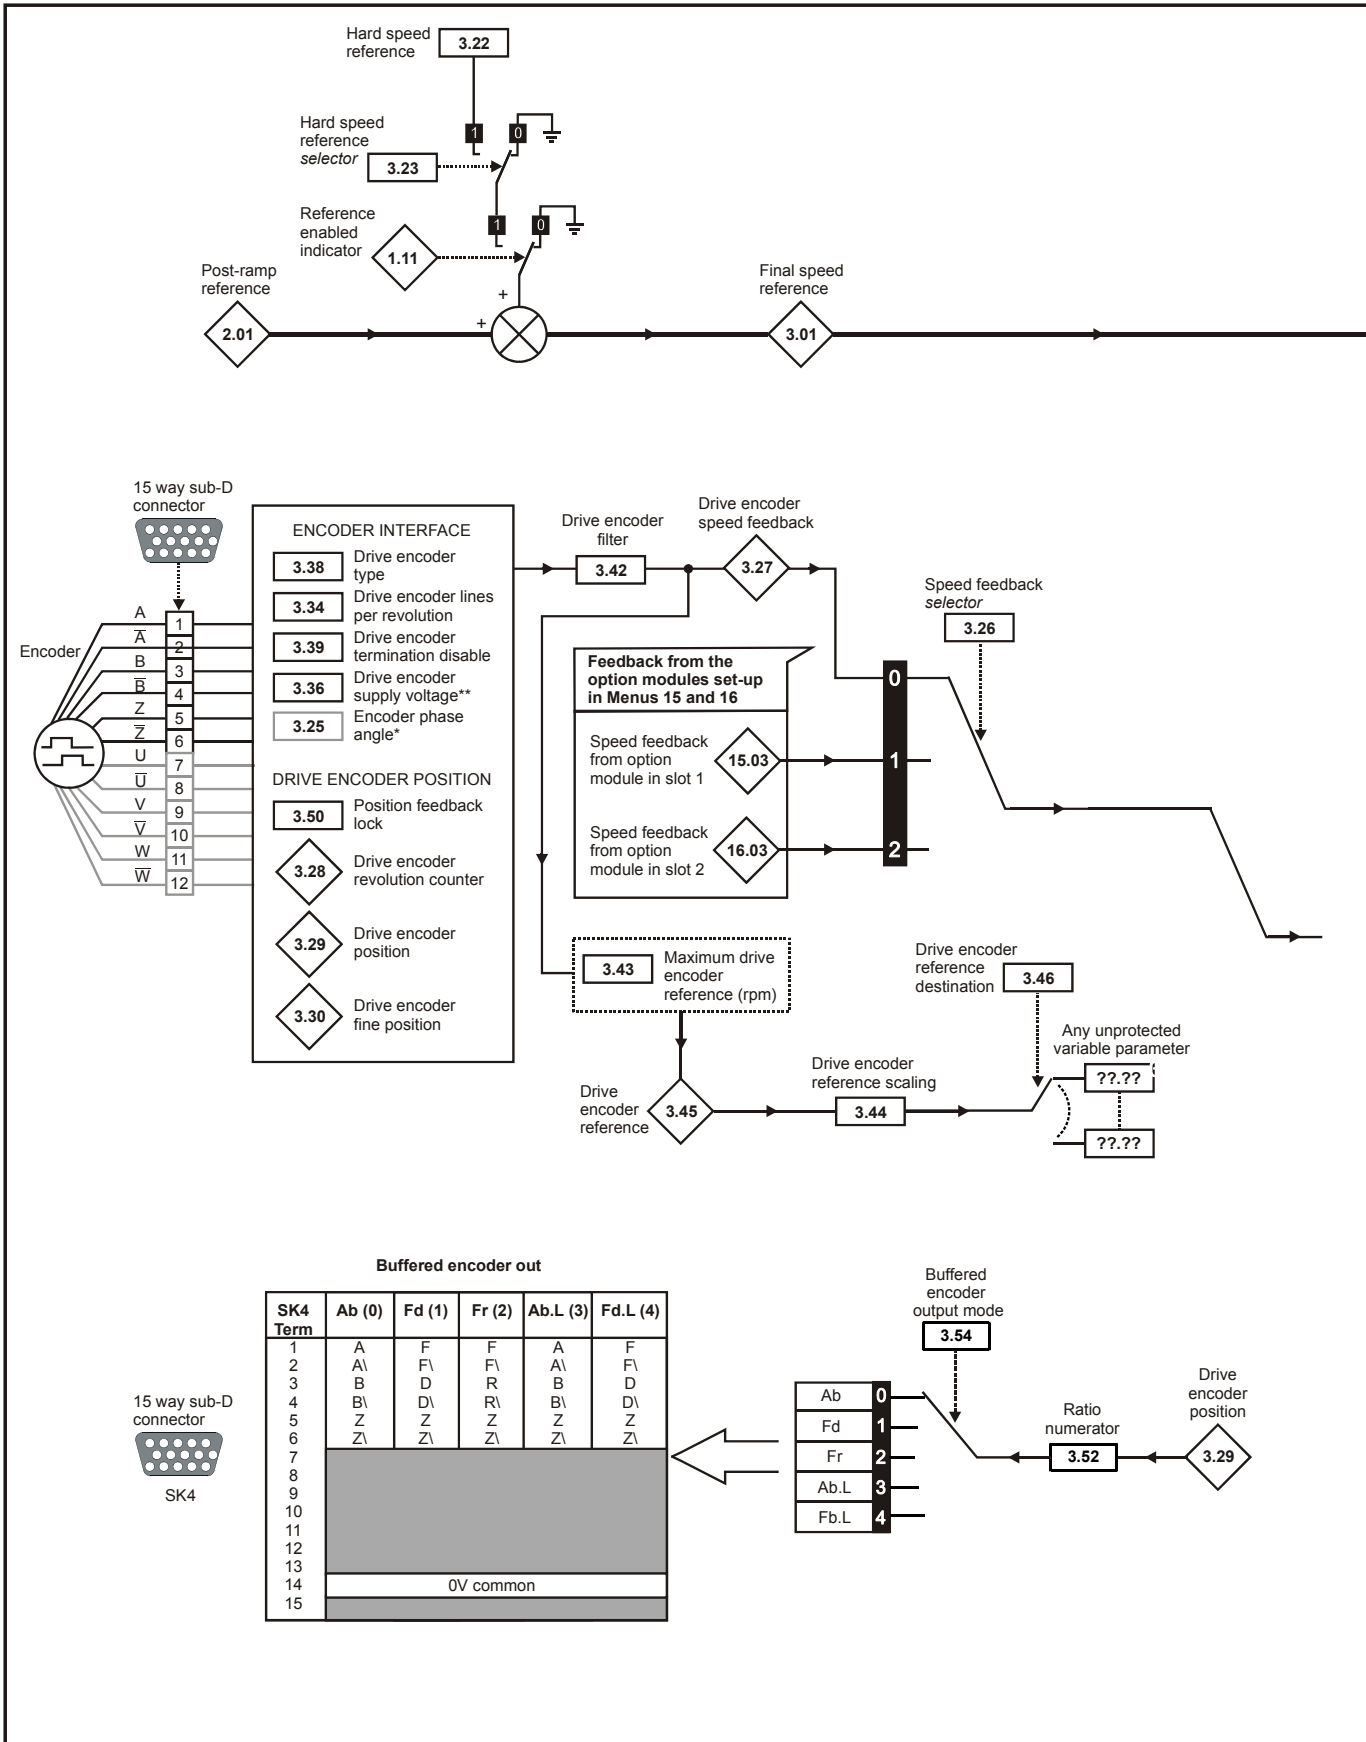 Hard speed
reference
3.22
1
0
Hard speed
reference
selector
3.23
Reference
enabled
indicator
1
0
1.11
Post-ramp
reference
2.01
+
+
Final speed
reference
3.01
15 way sub-D
connector
Encoder
A
A̅
B
B̅
Z
Z̅
U
U̅
V
V̅
W
W̅
1
2
3
4
5
6
7
8
9
10
11
12
ENCODER INTERFACE
3.38 Drive encoder
type
3.34 Drive encoder lines
per revolution
3.39 Drive encoder
termination disable
3.36 Drive encoder
supply voltage**
3.25 Encoder phase
angle*
DRIVE ENCODER POSITION
3.50 Position feedback
lock
3.28 Drive encoder
revolution counter
3.29 Drive encoder
position
3.30 Drive encoder
fine position
Drive encoder
filter
3.42
Drive encoder
speed feedback
3.27
Speed feedback
selector
3.26
Feedback from the
option modules set-up
in Menus 15 and 16
Speed feedback
from option
module in slot 1
15.03
Speed feedback
from option
module in slot 2
16.03
0
1
2
3.43
Maximum drive
encoder
reference (rpm)
Drive encoder
reference
destination
3.46
Any unprotected
variable parameter
??.??
??.??
Drive encoder
reference scaling
3.44
Drive
encoder
reference
3.45
Buffered encoder out
SK4
Term
Ab (0) Fd (1) Fr (2) Ab.L (3) Fd.L (4)
1 A F F A F
2 A\ F\ F\ A\ F\
3 B D R B D
4 B\ D\ R\ B\ D\
5 Z Z Z Z Z
6 Z\ Z\ Z\ Z\ Z\
7
8
9
10
11
12
13
14 0V common
15
15 way sub-D
connector
SK4
Buffered
encoder
output mode
3.54
Ab 0
Fd 1
Fr 2
Ab.L 3
Fb.L 4
Ratio
numerator
3.52
Drive
encoder
position
3.29